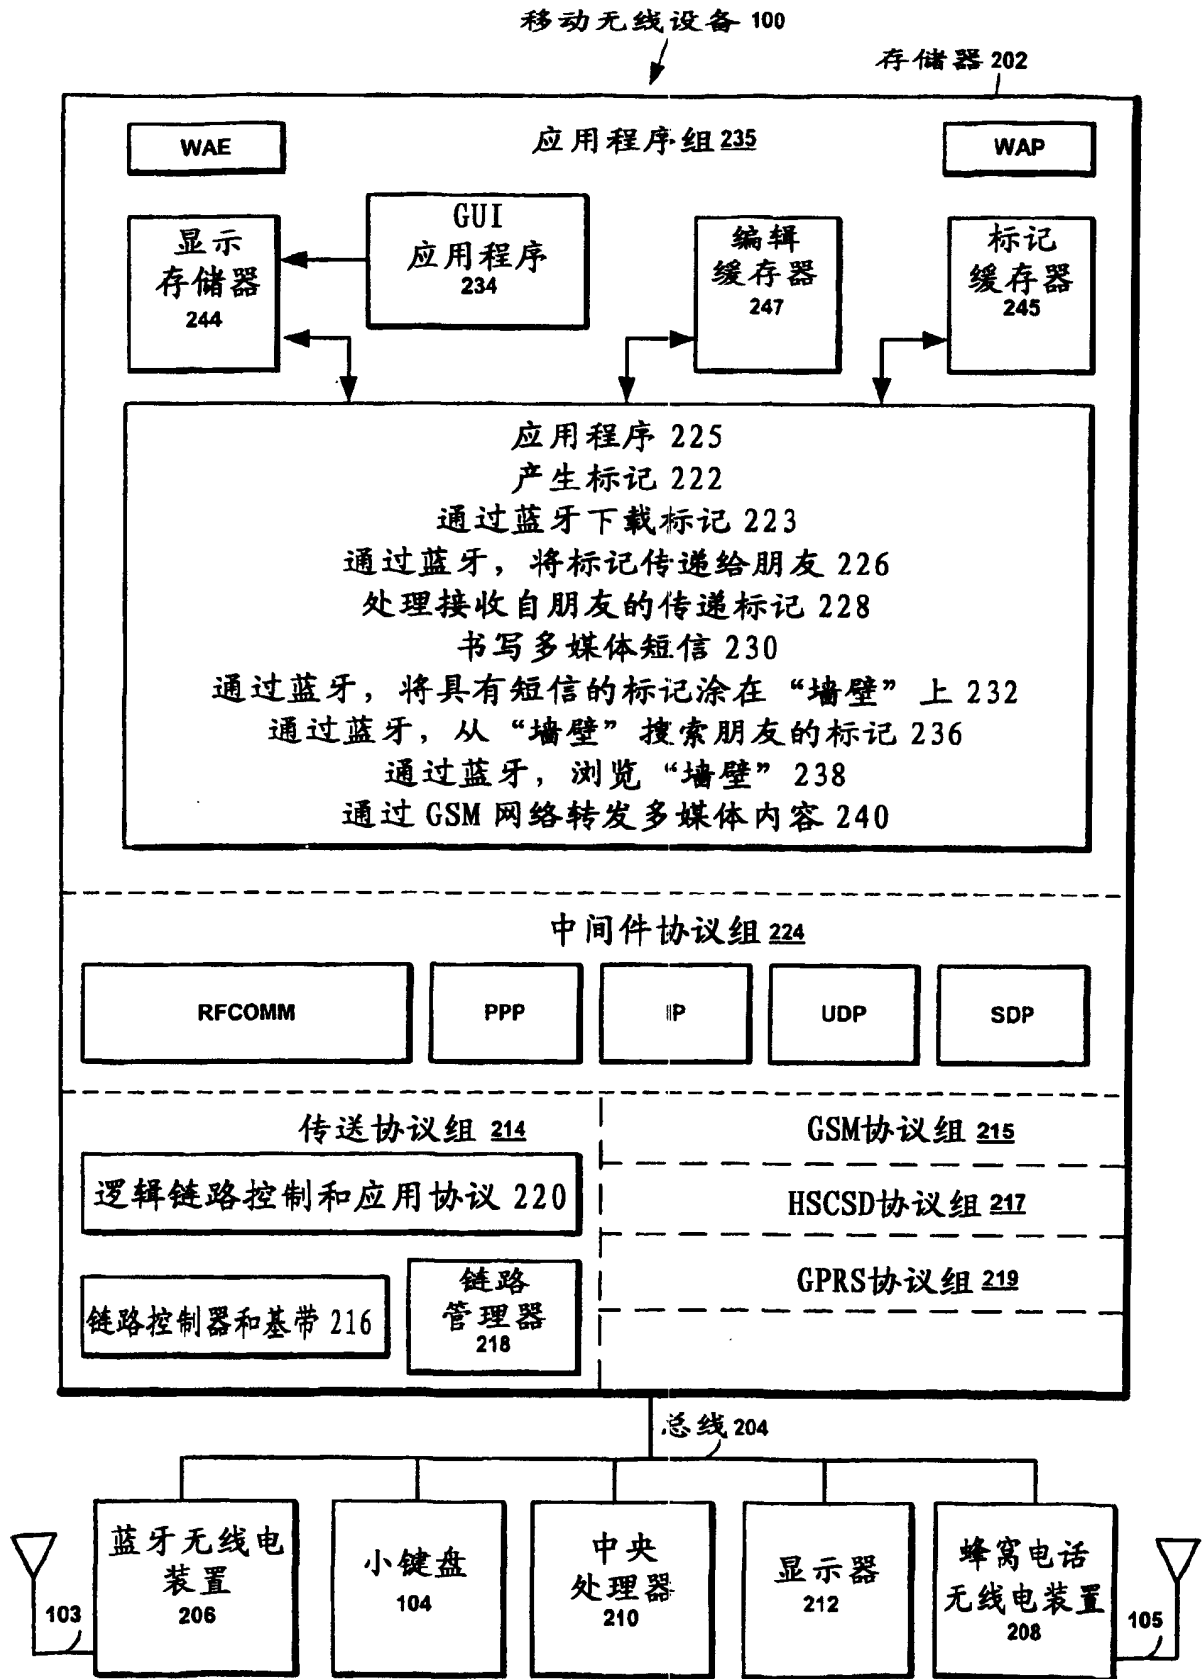 移动无线设备 100
存储器 202
WAE
应用程序组 235
WAP
显示
存储器
244
GUI
应用程序
234
编辑
缓存器
247
标记
缓存器
245
应用程序 225
产生标记 222
通过蓝牙下载标记 223
通过蓝牙，将标记传递给朋友 226
处理接收自朋友的传递标记 228
书写多媒体短信 230
通过蓝牙，将具有短信的标记涂在“墙壁”上 232
通过蓝牙，从“墙壁”搜索朋友的标记 236
通过蓝牙，浏览“墙壁” 238
通过 GSM 网络转发多媒体内容 240
中间件协议组 224
RFCOMM
PPP
IP
UDP
SDP
传送协议组 214
GSM协议组 215
逻辑链路控制和应用协议 220
HSCSD协议组 217
链路控制器和基带 216
链路
管理器
218
GPRS协议组 219
总线 204
蓝牙无线电
装置
206
小键盘
104
中央
处理器
210
显示器
212
蜂窝电话
无线电装置
208
103
105